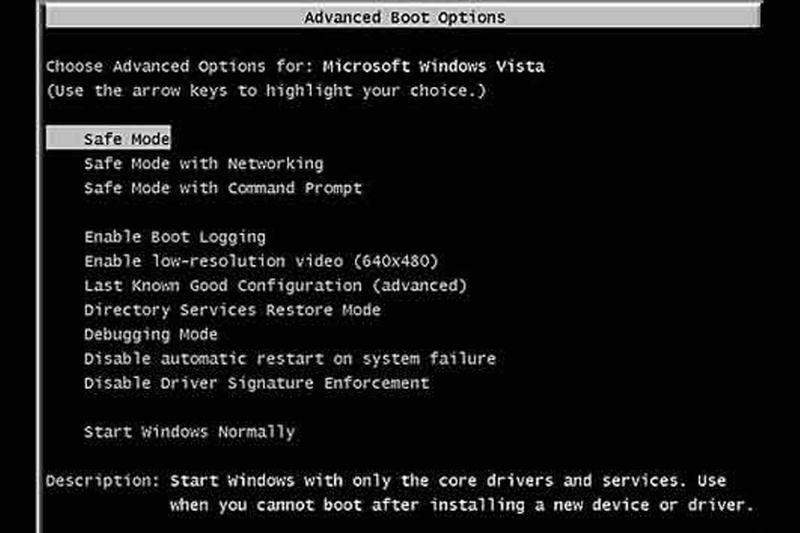 Advanced Boot Options
Choose Advanced Options for: Microsoft Windows Vista
(Use the arrow keys to highlight your choice.)
Safe Mode
Safe Mode with Networking
Safe Mode with Command Prompt
Enable Boot Logging
Enable low-resolution video (640x480)
Last Known Good Configuration (advanced)
Directory Services Restore Mode
Debugging Mode
Disable automatic restart on system failure
Disable Driver Signature Enforcement
Start Windows Normally
Description: Start Windows with only the core drivers and services. Use
when you cannot boot after installing a new device or driver.